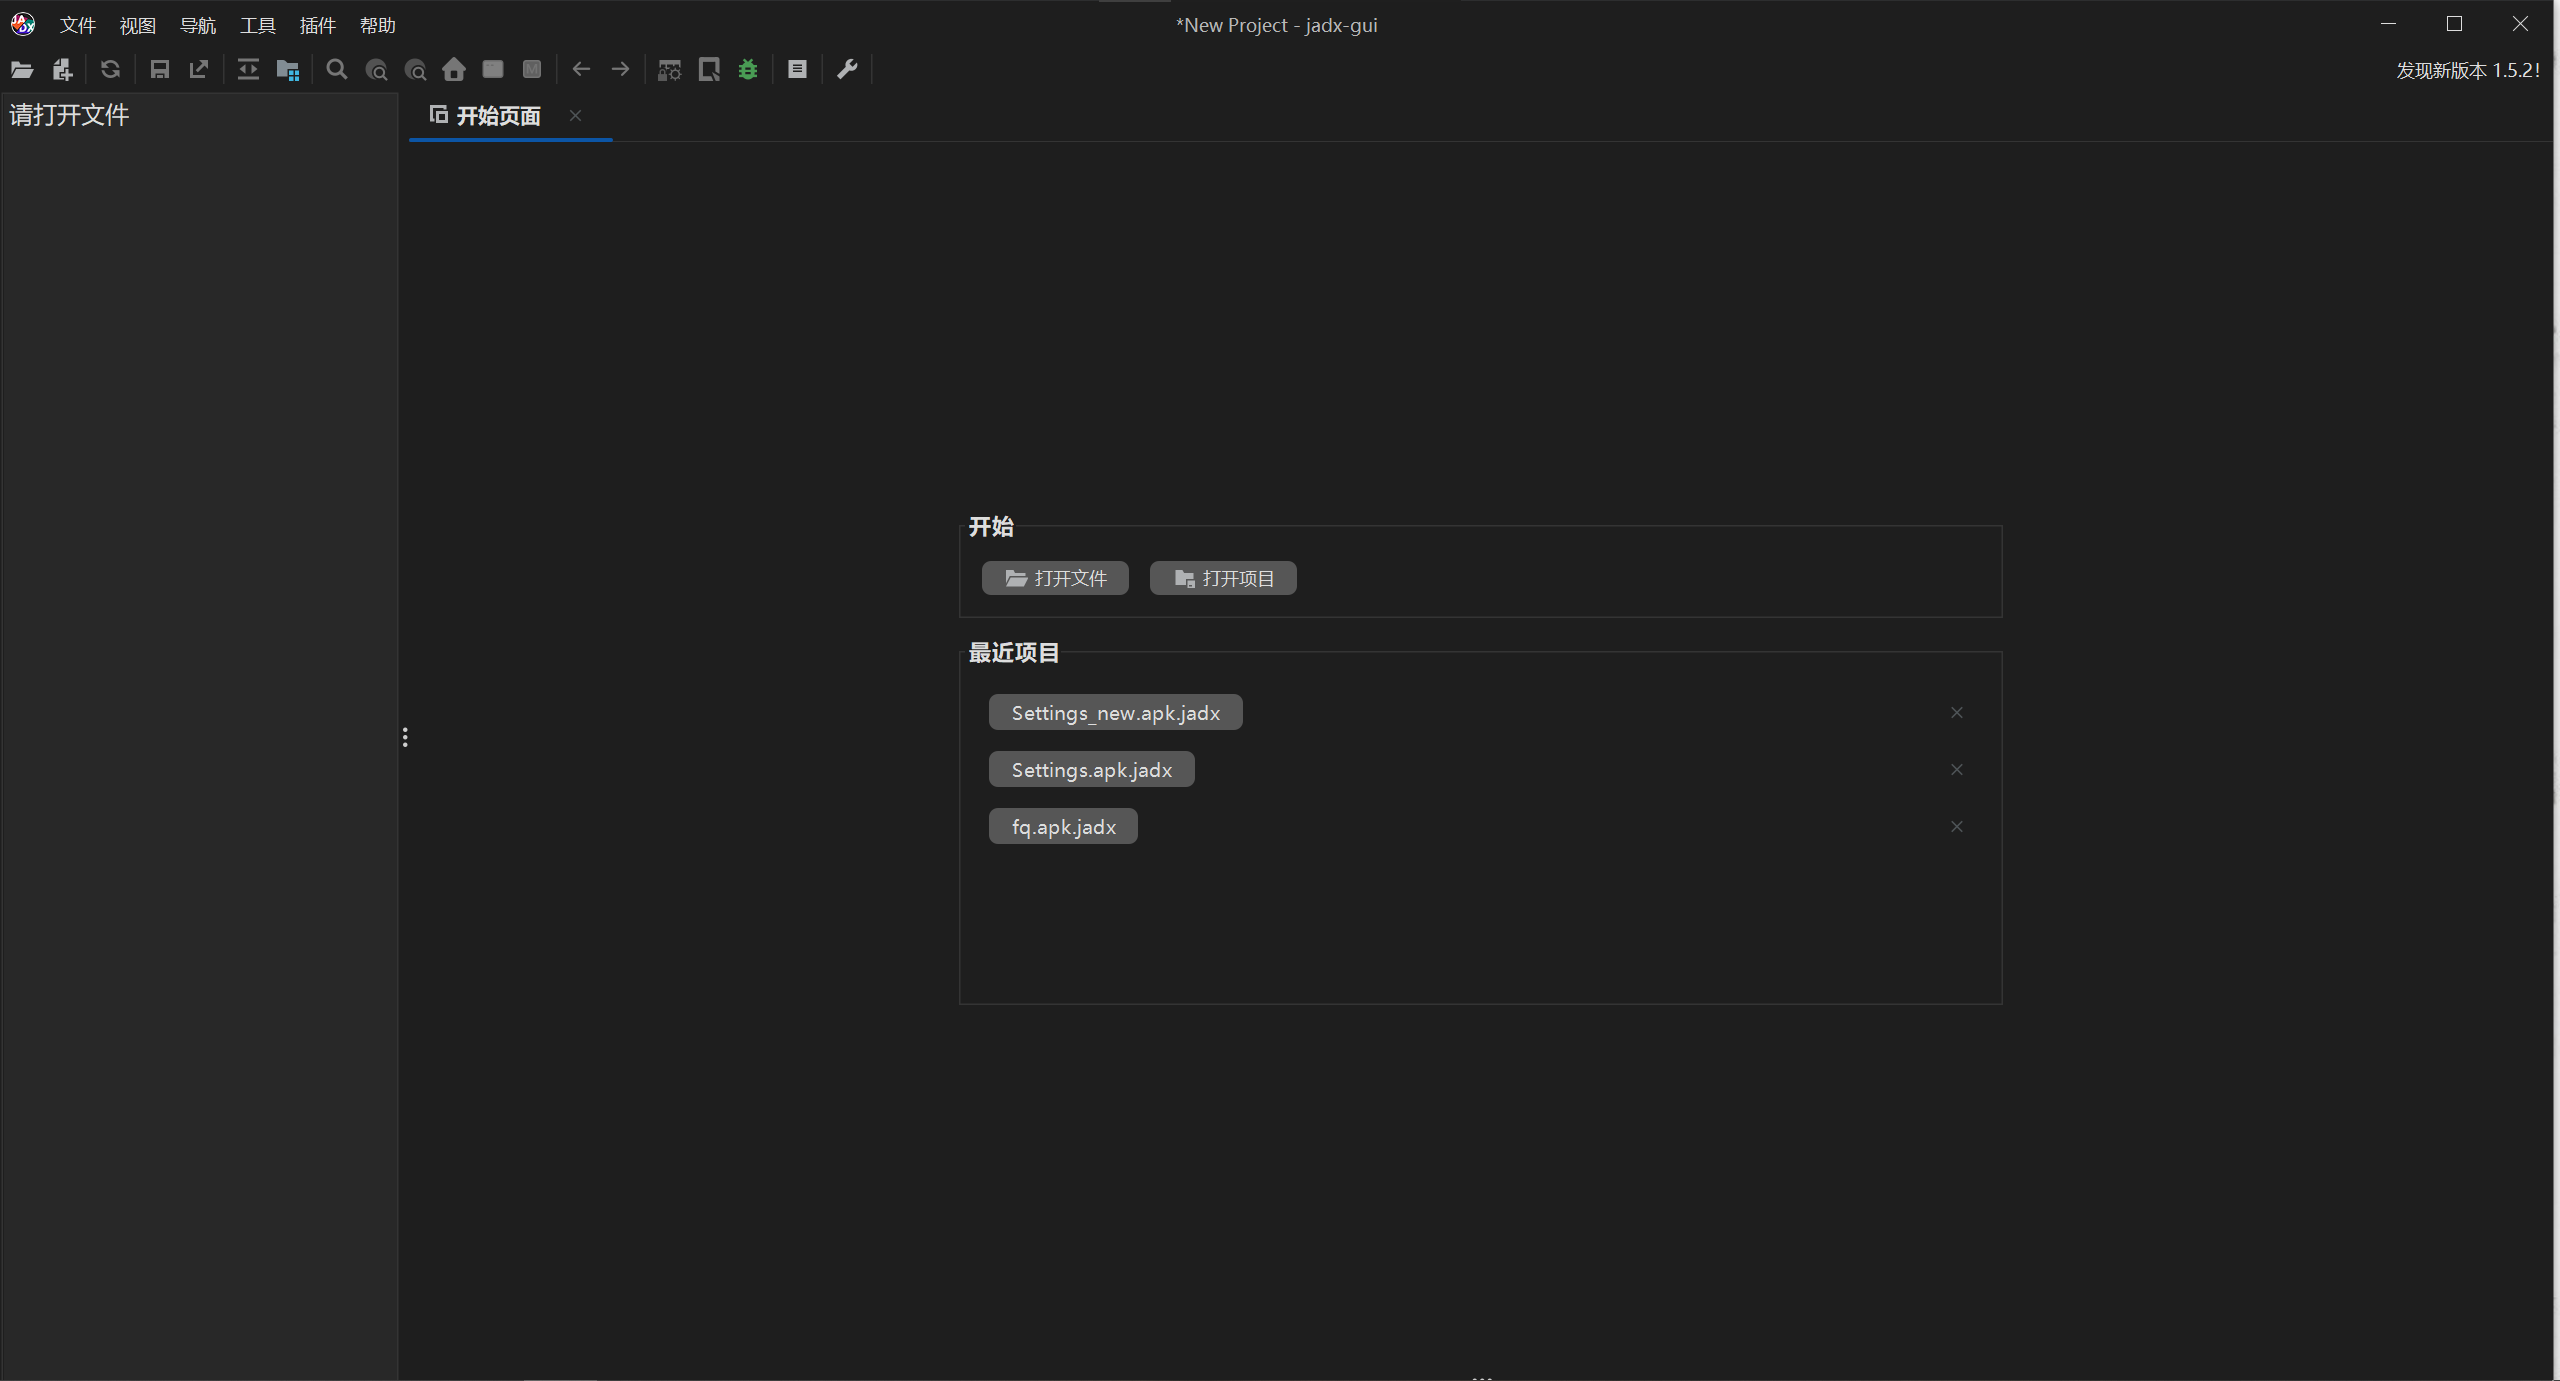 文件 视图 导航 工具 插件 帮助
*New Project - jadx-gui
发现新版本 1.5.2!
请打开文件
开始页面
开始
打开文件 打开项目
最近项目
Settings_new.apk.jadx
Settings.apk.jadx
fq.apk.jadx